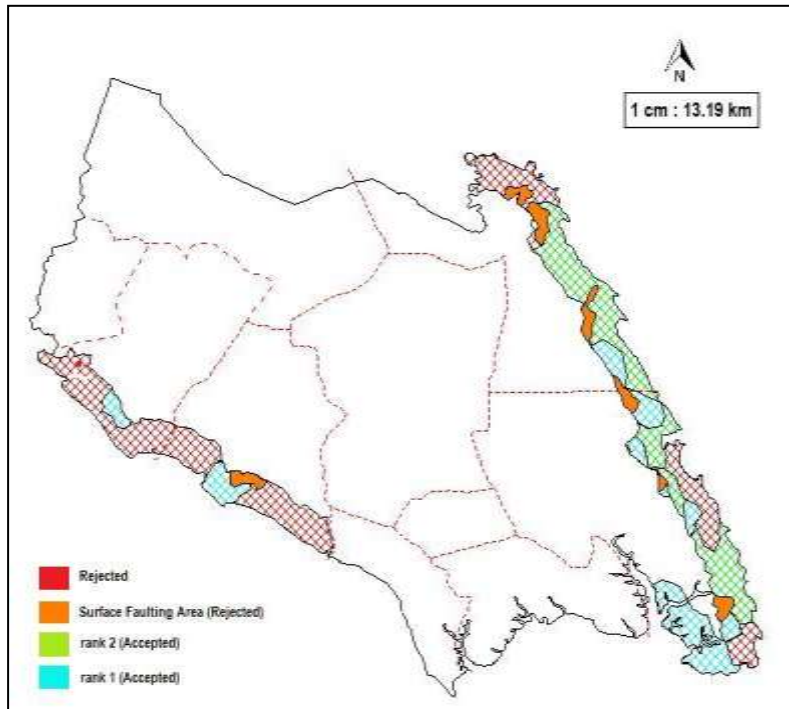 N
1 cm : 13.19 km
Rejected
Surface Faulting Area (Rejected)
rank 2 (Accepted)
rank 1 (Accepted)